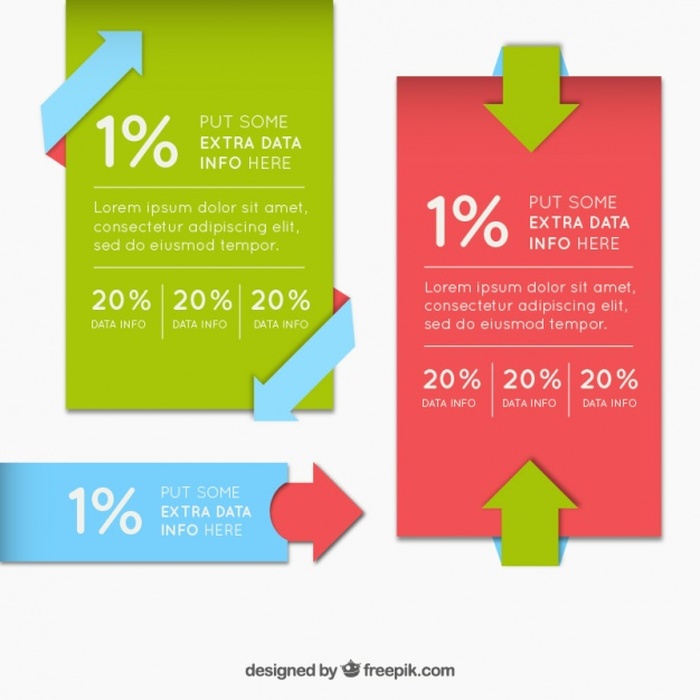 1%
PUT SOME
EXTRA DATA
INFO HERE
Lorem ipsum dolor sit amet,
consectetur adipiscing elit,
sed do eiusmod tempor.
20% 20% 20%
DATA INFO DATA INFO DATA INFO
1%
PUT SOME
EXTRA DATA
INFO HERE
Lorem ipsum dolor sit amet,
consectetur adipiscing elit,
sed do eiusmod tempor.
20% 20% 20%
DATA INFO DATA INFO DATA INFO
1%
PUT SOME
EXTRA DATA
INFO HERE
designed by freepik.com